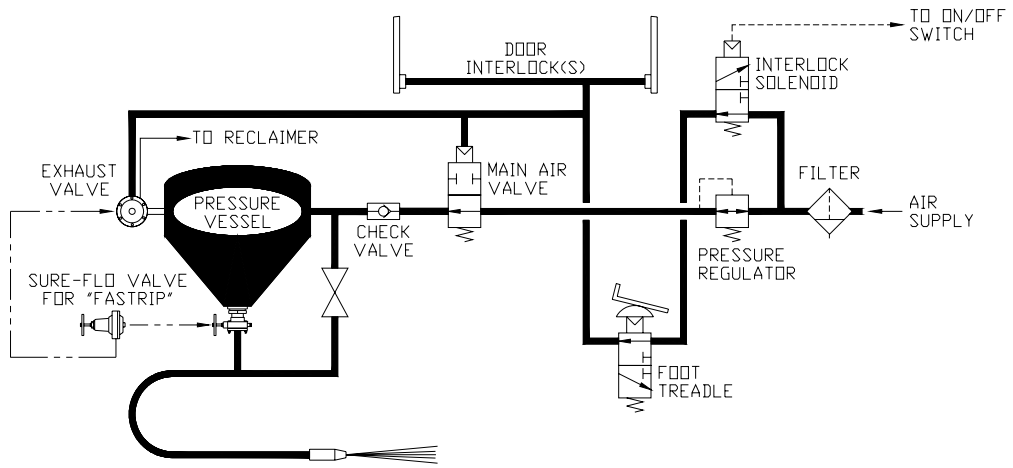 TO ON/OFF
SWITCH
DOOR
INTERLOCK(S)
INTERLOCK
SOLENOID
TO RECLAIMER
EXHAUST
VALVE
MAIN AIR
VALVE
FILTER
PRESSURE
VESSEL
AIR
SUPPLY
CHECK
VALVE
PRESSURE
REGULATOR
SURE-FLO VALVE
FOR "FASTRIP"
FOOT
TREADLE